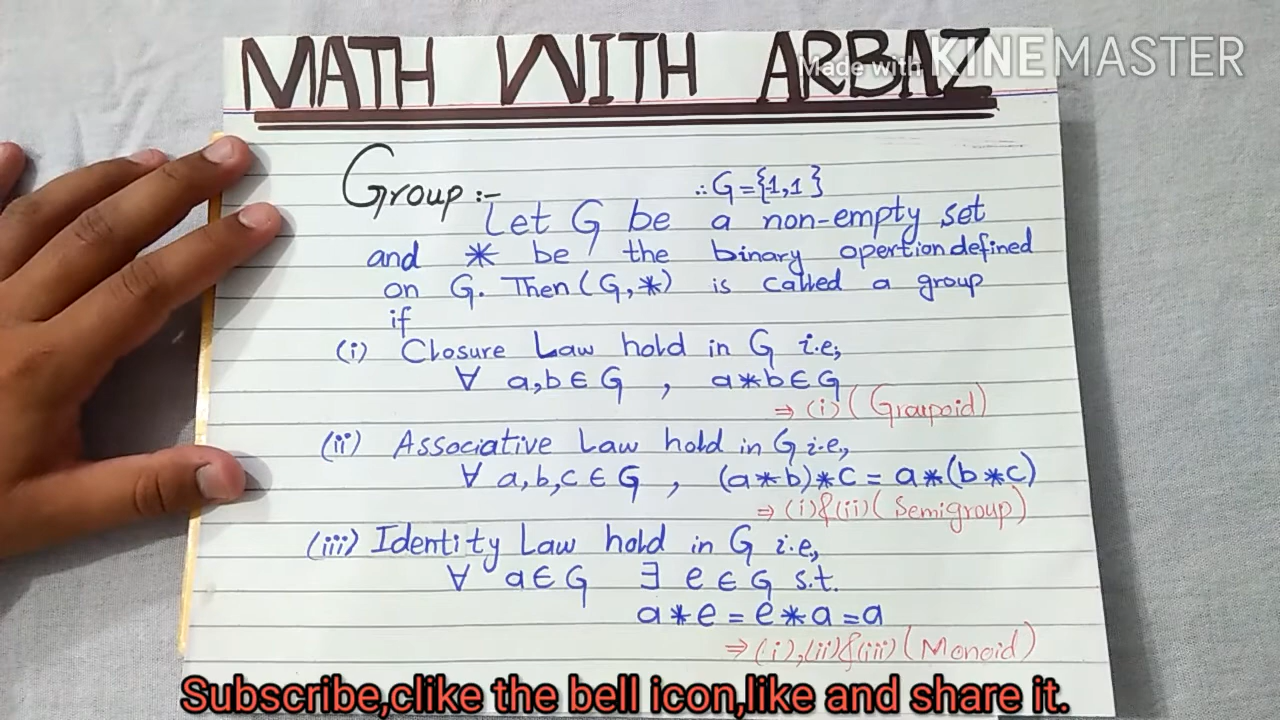 MATH WITH ARBAZ
Made with KINEMASTER
Group :-
∴ G = {1,1}
Let G be a non-empty set
and * be the binary opertion defined
on G. Then (G,*) is called a group
if
(i) Closure Law hold in G i.e;
∀ a,b ∈ G , a*b ∈ G
⇒ (i) (Groupoid)
(ii) Associative Law hold in G i.e,
∀ a,b,c ∈ G , (a*b)*c = a*(b*c)
⇒ (i)&(ii) (Semigroup)
(iii) Identity Law hold in G i.e,
∀ a ∈ G ∃ e ∈ G s.t.
a*e = e*a = a
⇒ (i),(ii)&(iii) (Monoid)
Subscribe,clike the bell icon,like and share it.